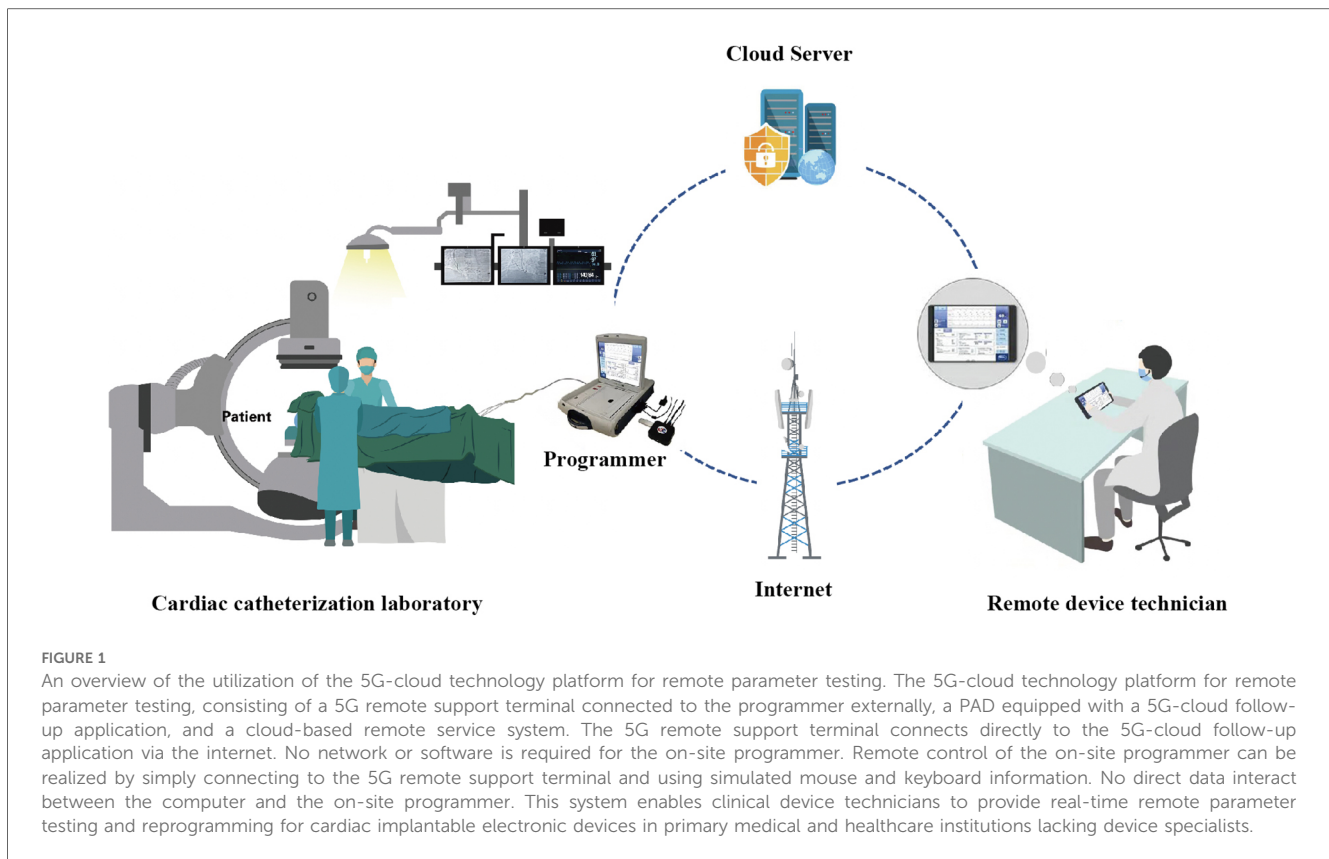 Cloud Server
Patient
Programmer
Internet
Cardiac catheterization laboratory
Remote device technician
FIGURE 1
An overview of the utilization of the 5G-cloud technology platform for remote parameter testing. The 5G-cloud technology platform for remote
parameter testing, consisting of a 5G remote support terminal connected to the programmer externally, a PAD equipped with a 5G-cloud follow-
up application, and a cloud-based remote service system. The 5G remote support terminal connects directly to the 5G-cloud follow-up
application via the internet. No network or software is required for the on-site programmer. Remote control of the on-site programmer can be
realized by simply connecting to the 5G remote support terminal and using simulated mouse and keyboard information. No direct data interact
between the computer and the on-site programmer. This system enables clinical device technicians to provide real-time remote parameter
testing and reprogramming for cardiac implantable electronic devices in primary medical and healthcare institutions lacking device specialists.